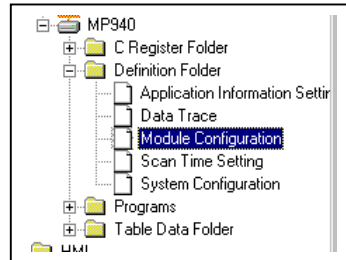 MP940
C Register Folder
Definition Folder
Application Information Settin
Data Trace
Module Configuration
Scan Time Setting
System Configuration
Programs
Table Data Folder
HMI